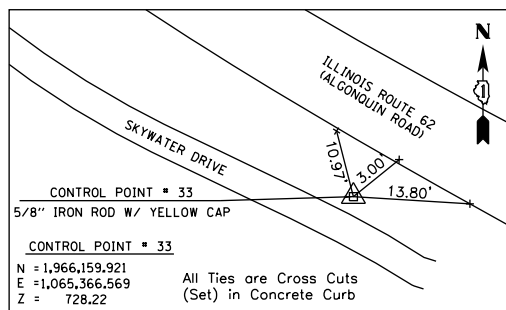 N
ILLINOIS ROUTE 62
(ALGONQUIN ROAD)
SKYWATER DRIVE
10.97'
3.00'
13.80'
CONTROL POINT # 33
5/8" IRON ROD W/ YELLOW CAP
CONTROL POINT # 33
N = 1,966,159.921
E = 1,065,366.569
Z = 728.22
All Ties are Cross Cuts
(Set) in Concrete Curb